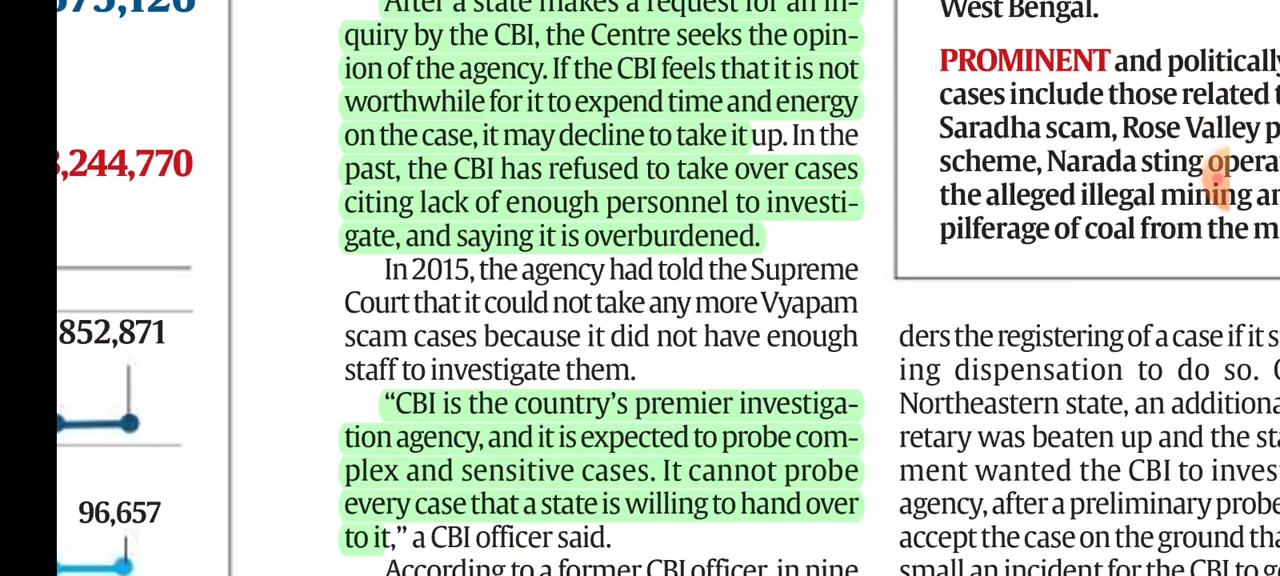 ,126
,244,770
852,871
96,657
After a state makes a request for an in-
quiry by the CBI, the Centre seeks the opin-
ion of the agency. If the CBI feels that it is not
worthwhile for it to expend time and energy
on the case, it may decline to take it up. In the
past, the CBI has refused to take over cases
citing lack of enough personnel to investi-
gate, and saying it is overburdened.
In 2015, the agency had told the Supreme
Court that it could not take any more Vyapam
scam cases because it did not have enough
staff to investigate them.
“CBI is the country’s premier investiga-
tion agency, and it is expected to probe com-
plex and sensitive cases. It cannot probe
every case that a state is willing to hand over
to it,” a CBI officer said.
According to a former CBI officer, in nine
West Bengal.
PROMINENT and politically
cases include those related
Saradha scam, Rose Valley
scheme, Narada sting
the alleged illegal mining
pilferage of coal from the
ders the registering of a case if it
ing dispensation to do so.
Northeastern state, an
retary was beaten up and the
ment wanted the CBI to
agency, after a preliminary probe
accept the case on the ground
small an incident for the CBI to